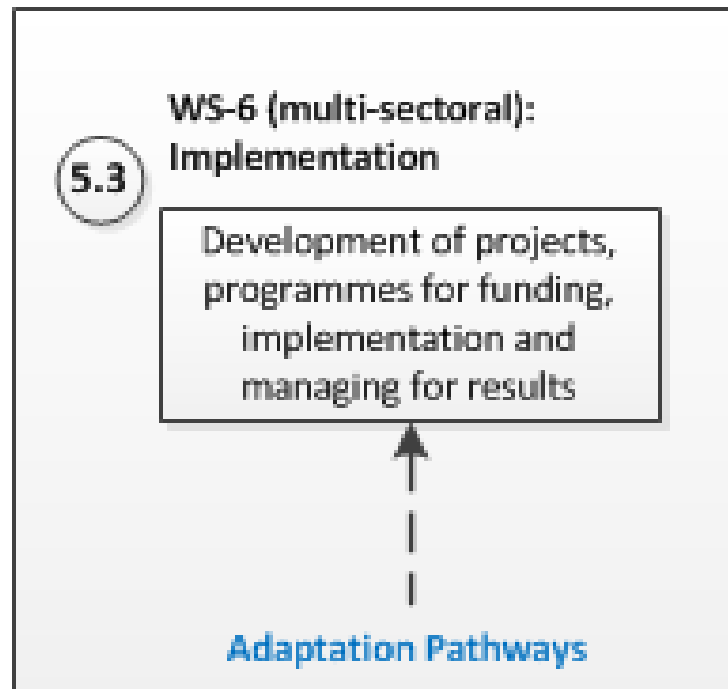 WS-6 (multi-sectoral):
Implementation
5.3
Development of projects,
programmes for funding,
implementation and
managing for results
Adaptation Pathways